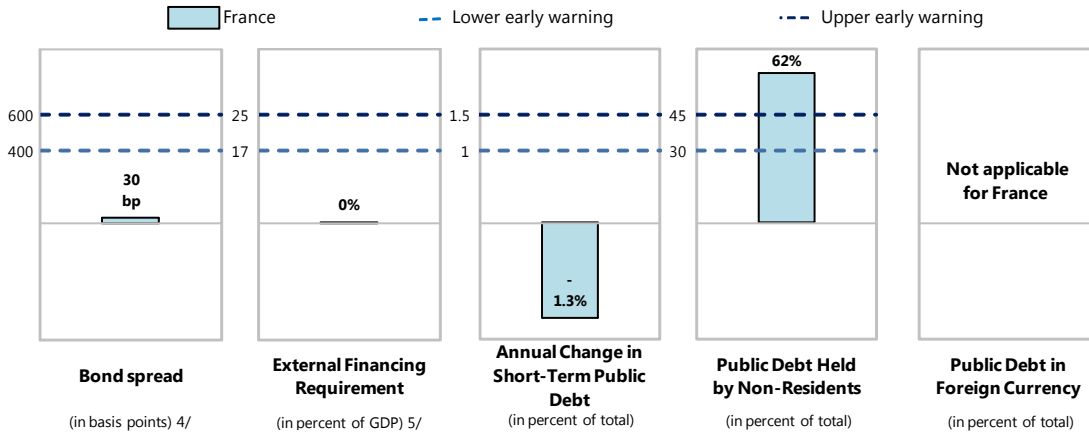 France
Lower early warning
Upper early warning
600
400
30
bp
Bond spread
(in basis points) 4/
25
17
0%
External Financing
Requirement
(in percent of GDP) 5/
1.5
1
-
1.3%
Annual Change in
Short-Term Public
Debt
(in percent of total)
45
30
62%
Public Debt Held
by Non-Residents
(in percent of total)
Not applicable
for France
Public Debt in
Foreign Currency
(in percent of total)